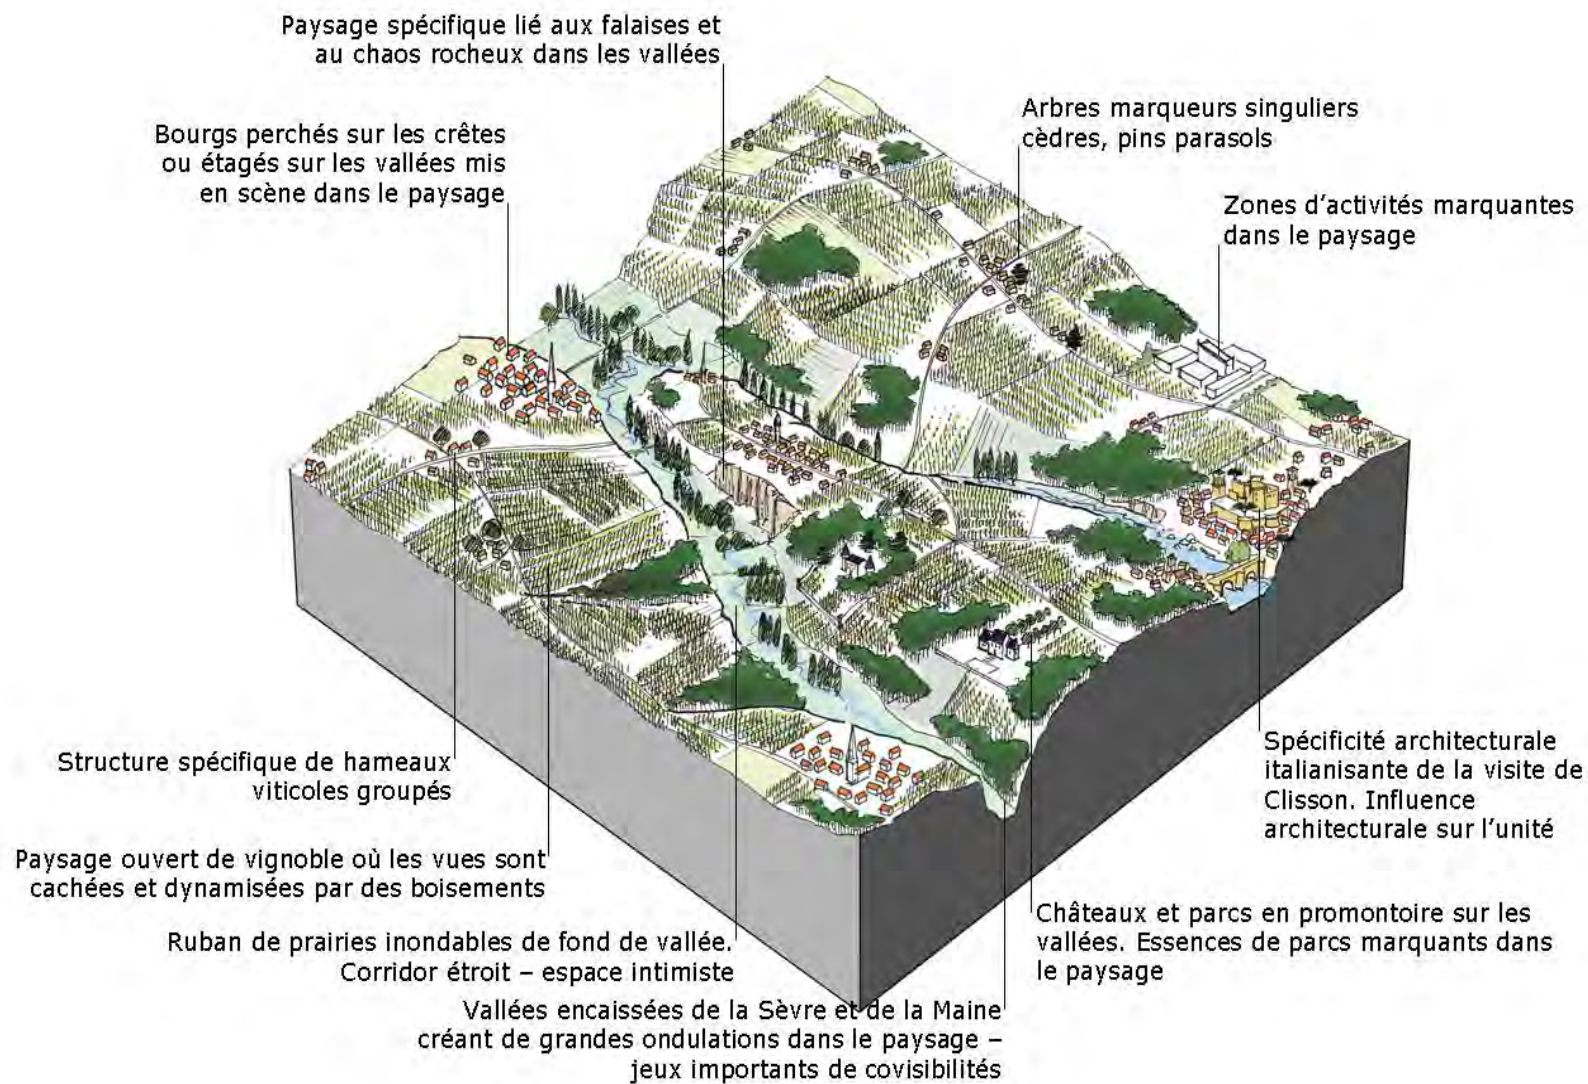 Paysage spécifique lié aux falaises et
au chaos rocheux dans les vallées
Bourgs perchés sur les crêtes
ou étagés sur les vallées mis
en scène dans le paysage
Arbres marqueurs singuliers
cèdres, pins parasols
Zones d'activités marquantes
dans le paysage
Structure spécifique de hameaux
viticoles groupés
Paysage ouvert de vignoble où les vues sont
cachées et dynamisées par des boisements
Ruban de prairies inondables de fond de vallée.
Corridor étroit – espace intimiste
Vallées encaissées de la Sèvre et de la Maine
créant de grandes ondulations dans le paysage –
jeux importants de covisibilités
Châteaux et parcs en promontoire sur les
vallées. Essences de parcs marquants dans
le paysage
Spécificité architecturale
italianisante de la visite de
Clisson. Influence
architecturale sur l'unité